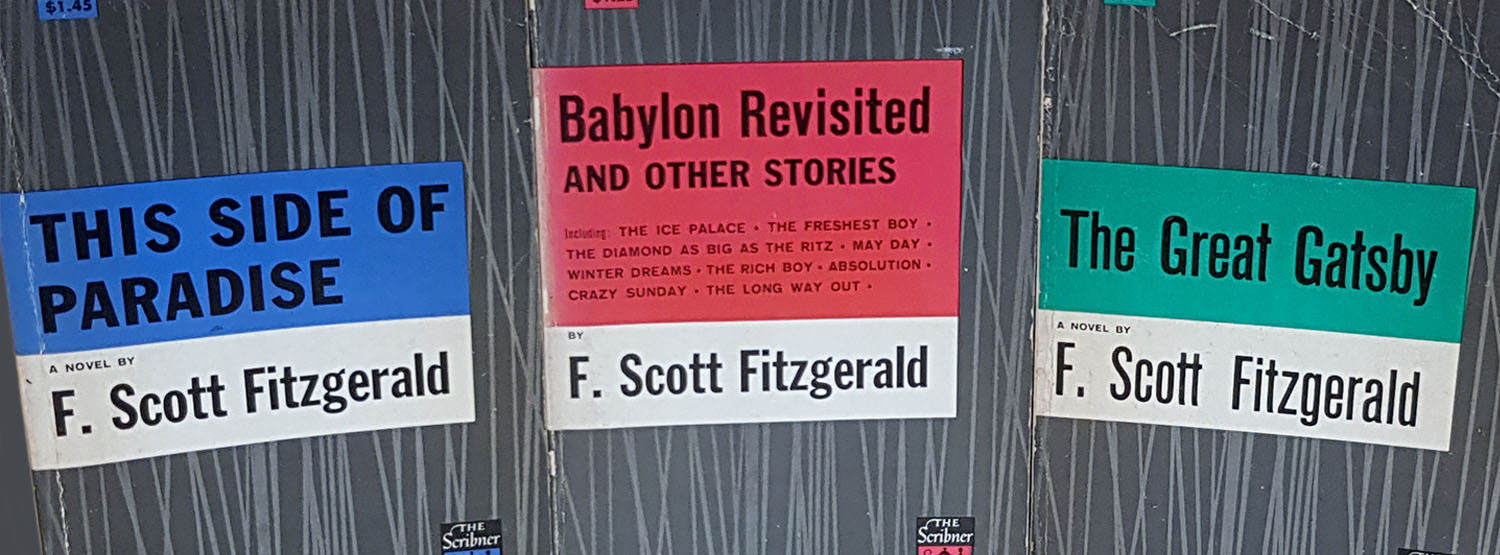 $1.45
THIS SIDE OF
PARADISE
A NOVEL BY
F. Scott Fitzgerald
THE
Scribner
Babylon Revisited
AND OTHER STORIES
Including: THE ICE PALACE • THE FRESHEST BOY •
THE DIAMOND AS BIG AS THE RITZ • MAY DAY •
WINTER DREAMS • THE RICH BOY • ABSOLUTION •
CRAZY SUNDAY • THE LONG WAY OUT •
BY
F. Scott Fitzgerald
THE
Scribner
The Great Gatsby
A NOVEL BY
F. Scott Fitzgerald